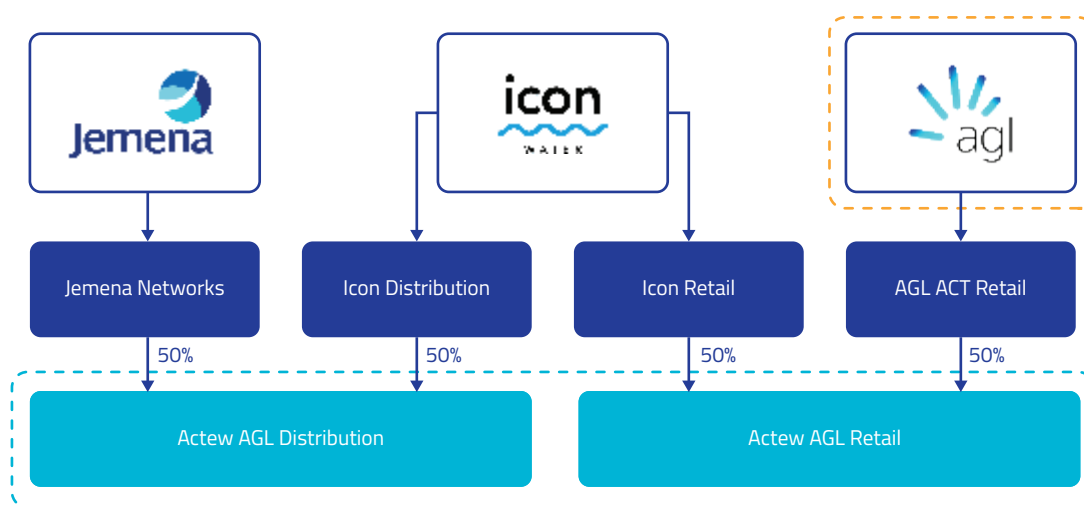 Jemena
icon
WATER
agl
Jemena Networks
Icon Distribution
Icon Retail
AGL ACT Retail
50%
50%
50%
50%
Actew AGL Distribution
Actew AGL Retail